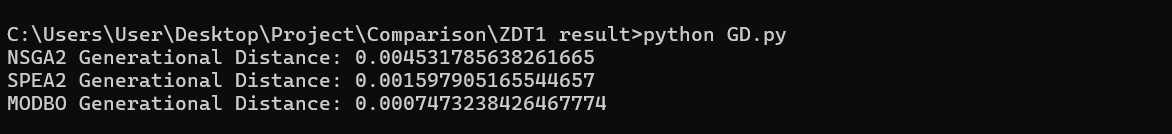 C:\Users\User\Desktop\Project\Comparison\ZDT1 result>python GD.py
NSGA2 Generational Distance: 0.004531785638261665
SPEA2 Generational Distance: 0.001597905165544657
MODBO Generational Distance: 0.0007473238426467774